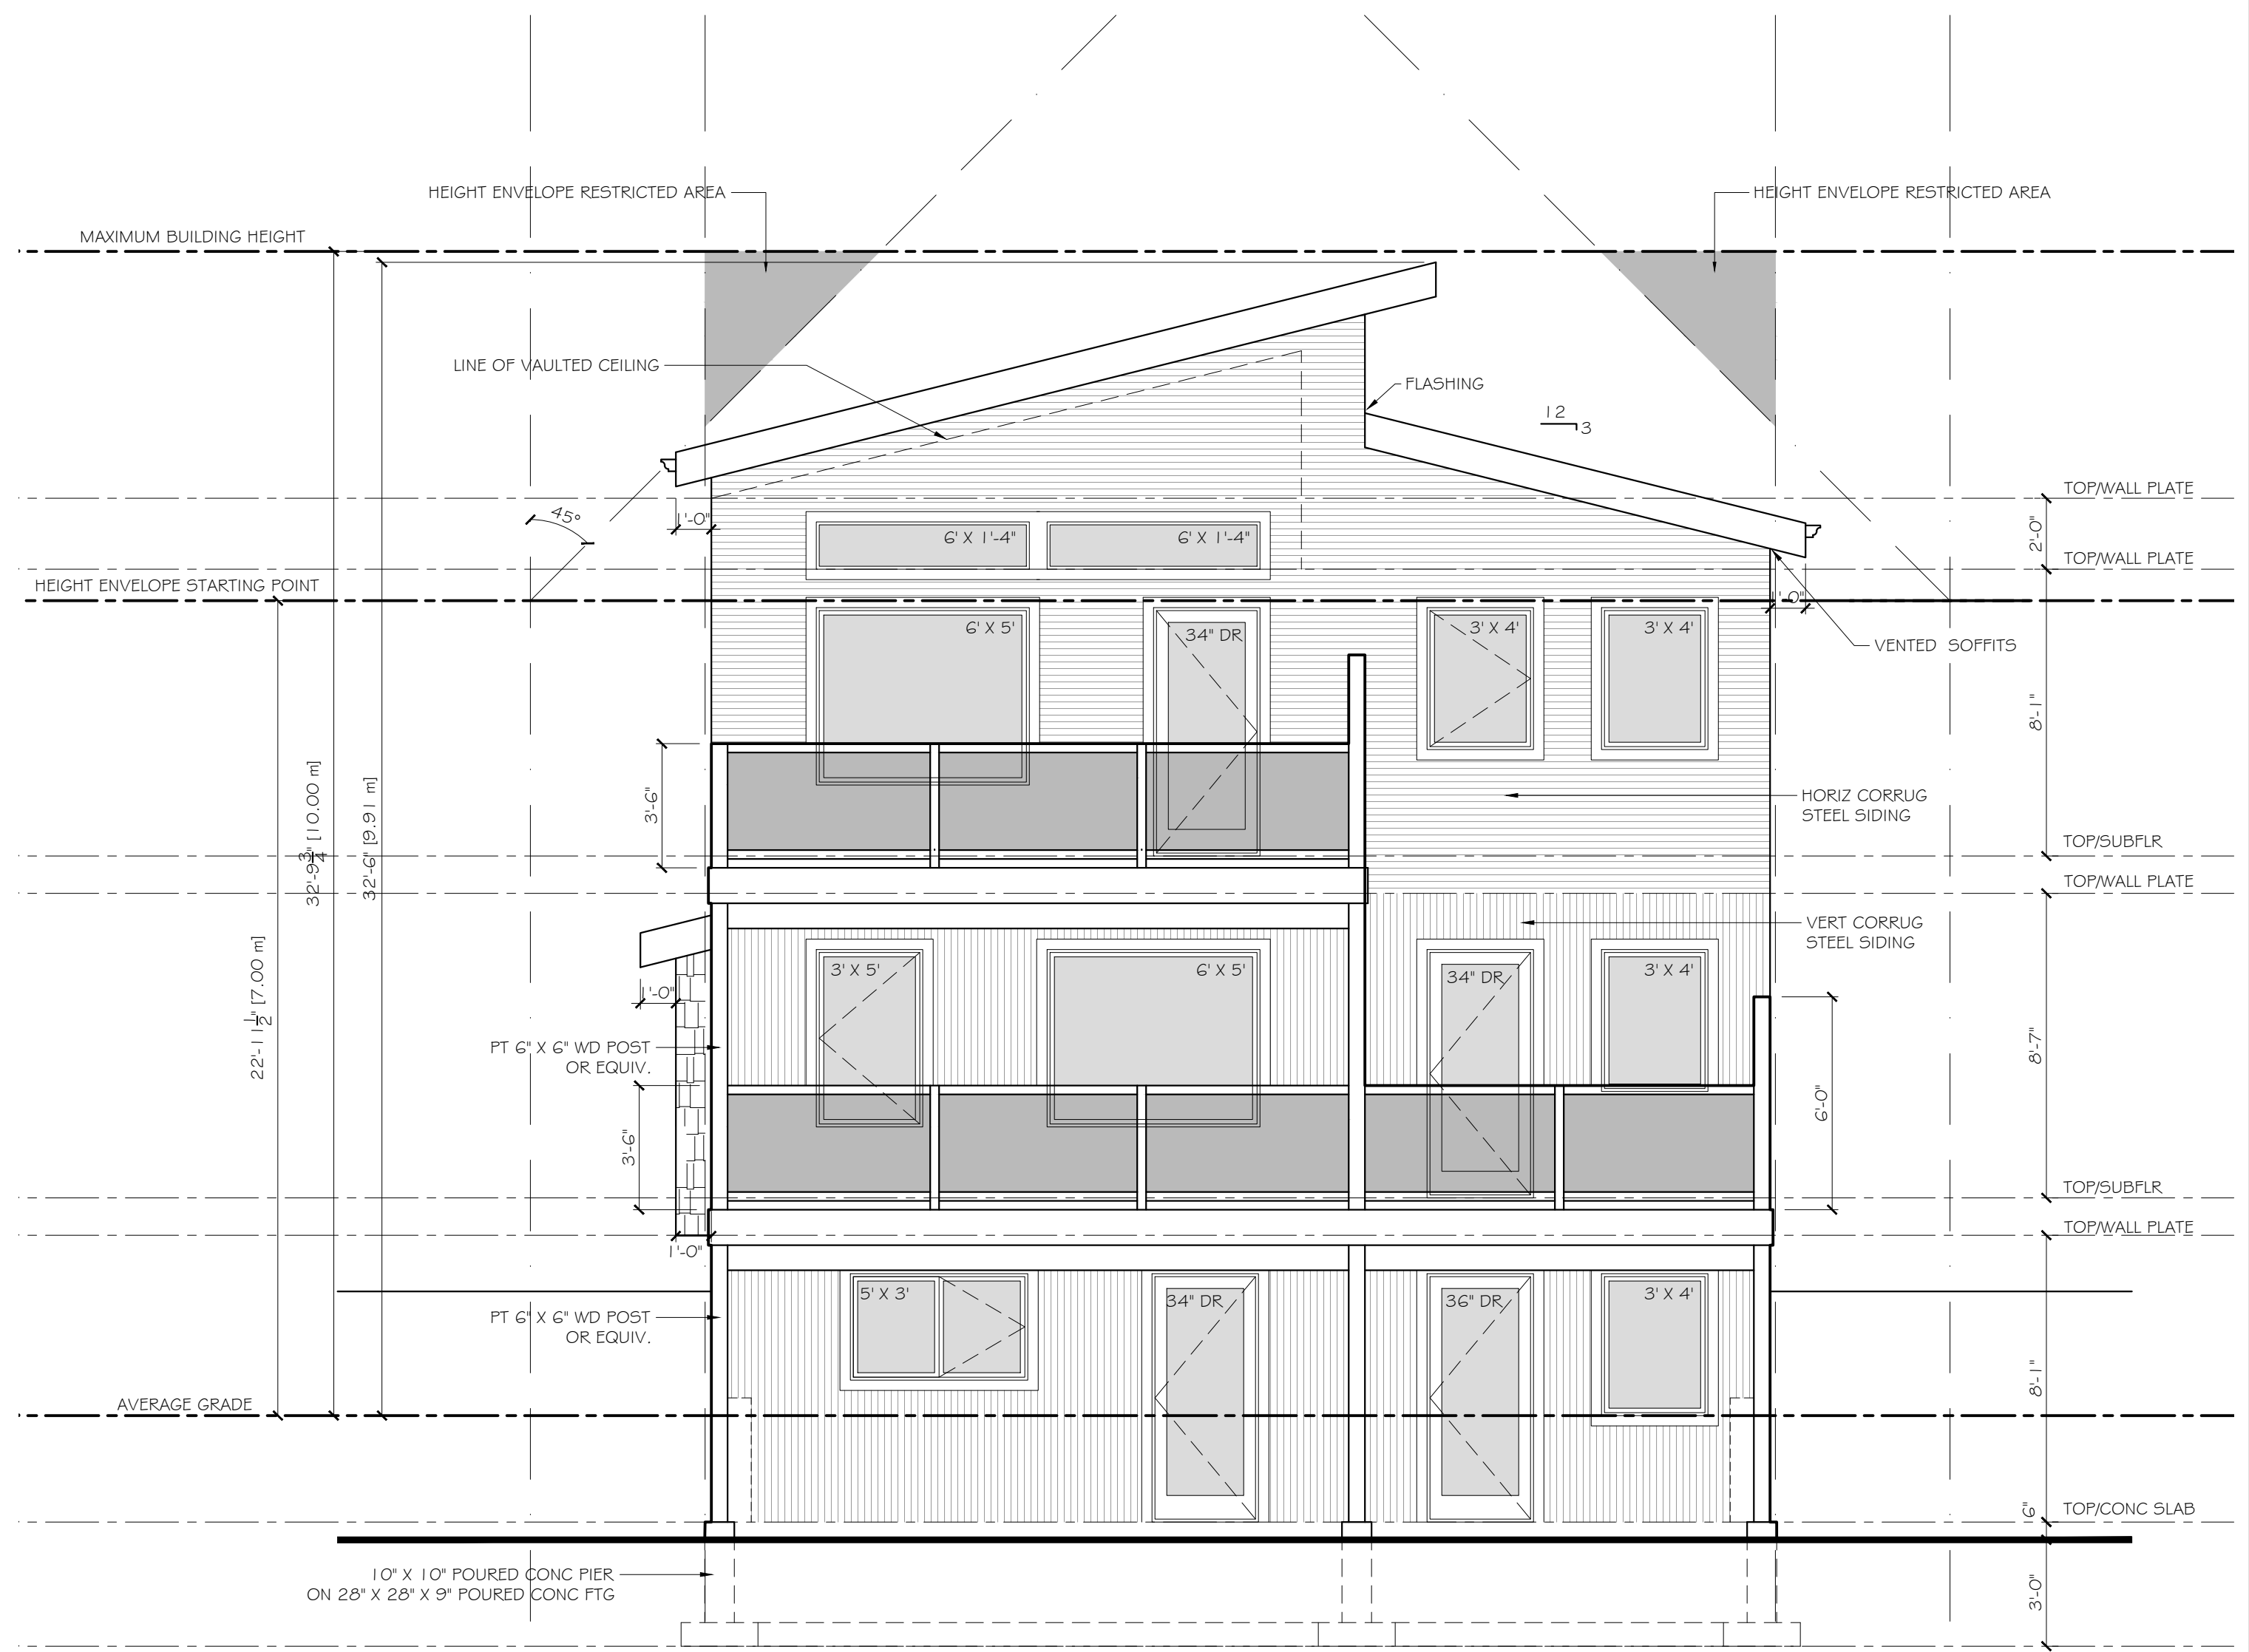 HEIGHT ENVELOPE RESTRICTED AREA
HEIGHT ENVELOPE RESTRICTED AREA
MAXIMUM BUILDING HEIGHT
LINE OF VAULTED CEILING
FLASHING
12
3
45°
1'-0"
TOP/WALL PLATE
2'-0"
6' X 1'-4"
6' X 1'-4"
TOP/WALL PLATE
HEIGHT ENVELOPE STARTING POINT
1'-0"
6' X 5'
34" DR
3' X 4'
3' X 4'
VENTED SOFFITS
8'-1"
3'-6"
HORIZ CORRUG
STEEL SIDING
32'-9 3/4" [10.00 m]
32'-6" [9.91 m]
TOP/SUBFLR
TOP/WALL PLATE
VERT CORRUG
STEEL SIDING
22'-11 1/2" [7.00 m]
1'-0"
3' X 5'
6' X 5'
34" DR
3' X 4'
PT 6" X 6" WD POST
OR EQUIV.
8'-7"
6'-0"
3'-6"
TOP/SUBFLR
TOP/WALL PLATE
1'-0"
5' X 3'
34" DR
36" DR
3' X 4'
PT 6" X 6" WD POST
OR EQUIV.
8'-1"
AVERAGE GRADE
6"
TOP/CONC SLAB
10" X 10" POURED CONC PIER
ON 28" X 28" X 9" POURED CONC FTG
3'-0"